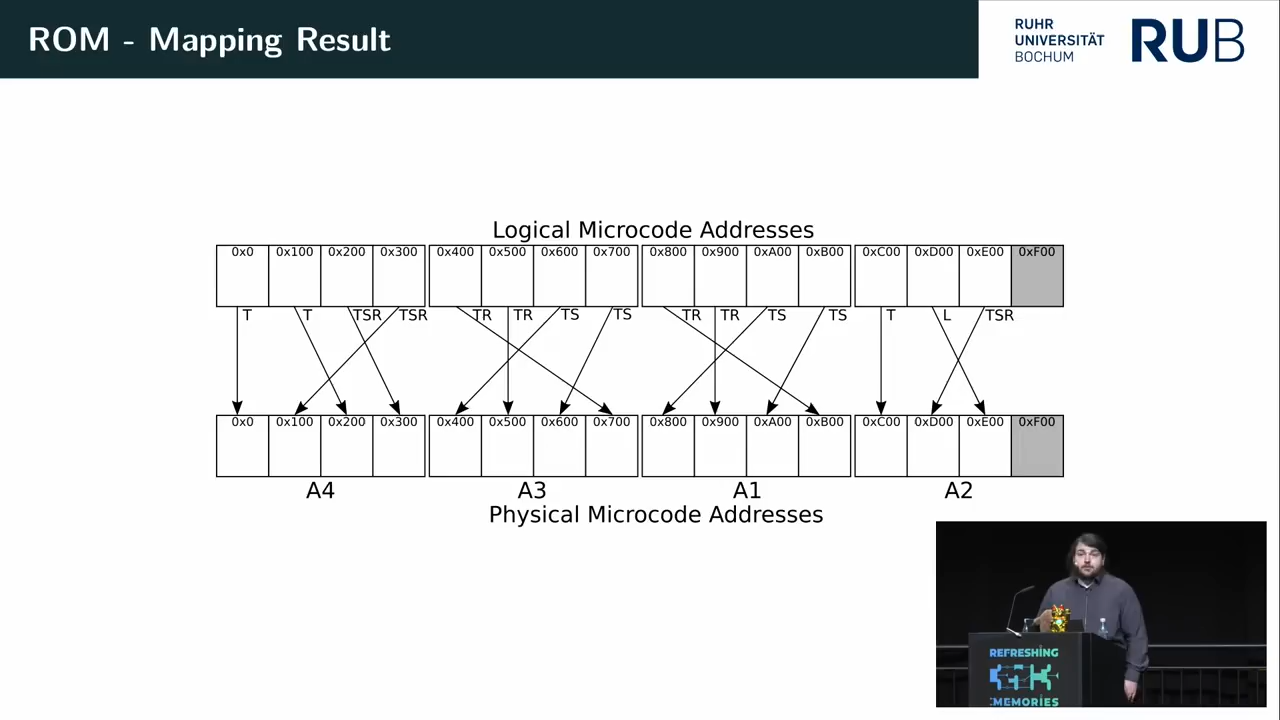 ROM - Mapping Result
RUHR
UNIVERSITÄT
BOCHUM
RUB
Logical Microcode Addresses
0x0 0x100 0x200 0x300 0x400 0x500 0x600 0x700 0x800 0x900 0xA00 0xB00 0xC00 0xD00 0xE00 0xF00
T T TSR TSR TR TR TS TS TR TR TS TS T L TSR
0x0 0x100 0x200 0x300 0x400 0x500 0x600 0x700 0x800 0x900 0xA00 0xB00 0xC00 0xD00 0xE00 0xF00
A4 A3 A1 A2
Physical Microcode Addresses
REFRESHING
MEMORIES